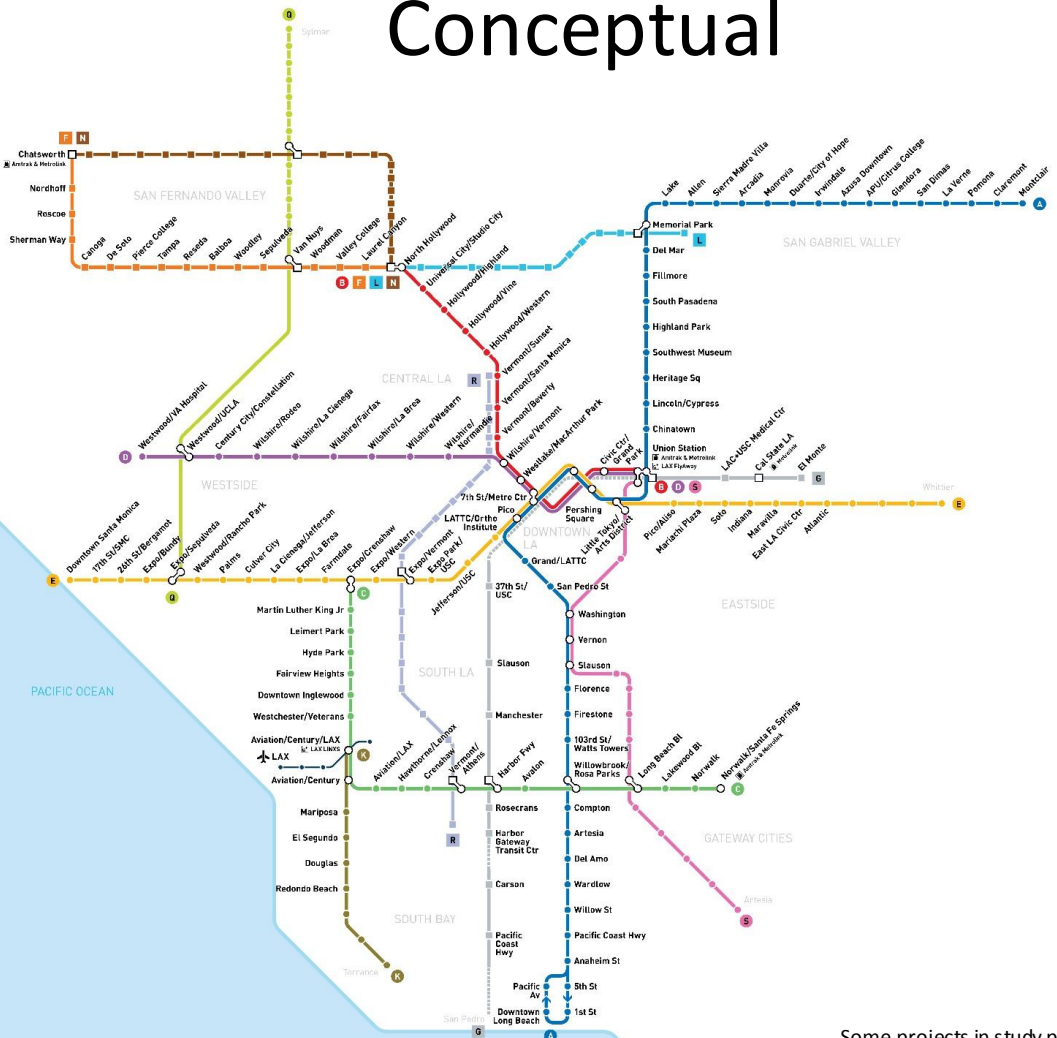 Conceptual
Q
Sylmar
F N
Chatsworth
Amtrak & Metrolink
Nordhoff
Roscoe
Sherman Way
SAN FERNANDO VALLEY
Canoga
De Soto
Pierce College
Tampa
Reseda
Balboa
Woodley
Sepulveda
Van Nuys
Woodman
Valley College
Laurel Canyon
North Hollywood
B F L N
Universal City/Studio City
Hollywood/Highland
Hollywood/Vine
Hollywood/Western
Vermont/Sunset
Vermont/Santa Monica
Vermont/Beverly
Wilshire/Vermont
Westlake/MacArthur Park
Lake
Allen
Sierra Madre Villa
Arcadia
Monrovia
Duarte/City of Hope
Irwindale
Azusa Downtown
APU/Citrus College
Glendora
San Dimas
La Verne
Pomona
Claremont
Montclair
A
Memorial Park
L
SAN GABRIEL VALLEY
Del Mar
Fillmore
South Pasadena
Highland Park
Southwest Museum
Heritage Sq
Lincoln/Cypress
Chinatown
Union Station
Amtrak & Metrolink
LAX FlyAway
B D S
CENTRAL LA
R
D
Westwood/VA Hospital
Westwood/UCLA
Century City/Constellation
Wilshire/Rodeo
Wilshire/La Cienega
Wilshire/Fairfax
Wilshire/La Brea
Wilshire/Western
Wilshire/
Normandie
WESTSIDE
Civic Ctr/
Grand
Park
LAC+USC Medical Ctr
Cal State LA
Metrolink
El Monte
G
7th St/Metro Ctr
Pico
LATTC/Ortho
Institute
Pershing
Square
DOWNTOWN
LA
Little Tokyo/
Arts District
Pico/Aliso
Mariachi Plaza
Soto
Indiana
Maravilla
East LA Civic Ctr
Atlantic
Whittier
E
E
Downtown Santa Monica
17th St/SMC
26th St/Bergamot
Expo/Bundy
Expo/Sepulveda
Westwood/Rancho Park
Palms
Culver City
La Cienega/Jefferson
Expo/La Brea
Farmdale
Expo/Crenshaw
Expo/Western
Expo/Vermont
Expo Park/
USC
Jefferson/USC
Q
C
Grand/LATTC
San Pedro St
37th St/
USC
Washington
Vernon
Slauson
EASTSIDE
Martin Luther King Jr
Leimert Park
Hyde Park
Fairview Heights
Downtown Inglewood
Westchester/Veterans
Aviation/Century/LAX
LAX LINXS
LAX
K
Aviation/Century
PACIFIC OCEAN
SOUTH LA
Slauson
Manchester
Florence
Firestone
103rd St/
Watts Towers
Willowbrook/
Rosa Parks
Aviation/LAX
Hawthorne/Lennox
Crenshaw
Vermont/
Athens
Harbor Fwy
Avalon
Long Beach Bl
Lakewood Bl
Norwalk
Norwalk/Santa Fe Springs
Amtrak & Metrolink
C
Mariposa
El Segundo
Douglas
Redondo Beach
R
Rosecrans
Harbor
Gateway
Transit Ctr
Carson
Pacific
Coast
Hwy
Compton
Artesia
Del Amo
Wardlow
Willow St
Pacific Coast Hwy
Anaheim St
GATEWAY CITIES
Artesia
S
SOUTH BAY
Torrance
K
Pacific
Av
5th St
Downtown
Long Beach
1st St
San Pedro
G
A